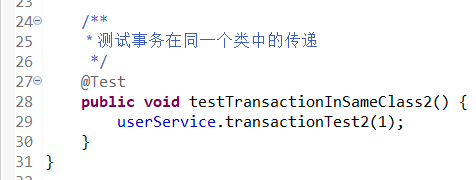 23
24 /**
25 * 测试事务在同一个类中的传递
26 */
27 @Test
28 public void testTransactionInSameClass2() {
29 userService.transactionTest2(1);
30 }
31 }